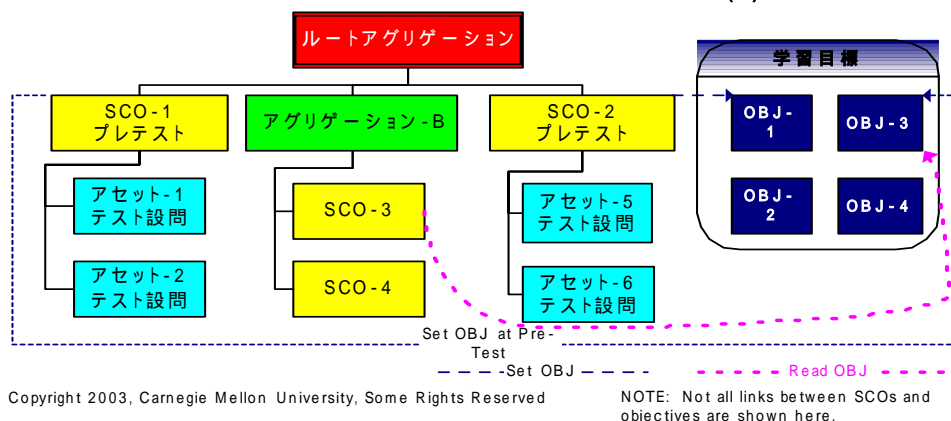 (2)
ルートアグリゲーション
学習目標
SCO-1
プレテスト
アグリゲーション-B
SCO-2
プレテスト
OBJ-
1
OBJ-3
アセット-1
テスト設問
SCO-3
アセット-5
テスト設問
OBJ-
2
OBJ-4
アセット-2
テスト設問
SCO-4
アセット-6
テスト設問
Set OBJ at Pre-
Test
Set OBJ
Read OBJ
Copyright 2003, Carnegie Mellon University, Some Rights Reserved
NOTE: Not all links between SCOs and
objectives are shown here.